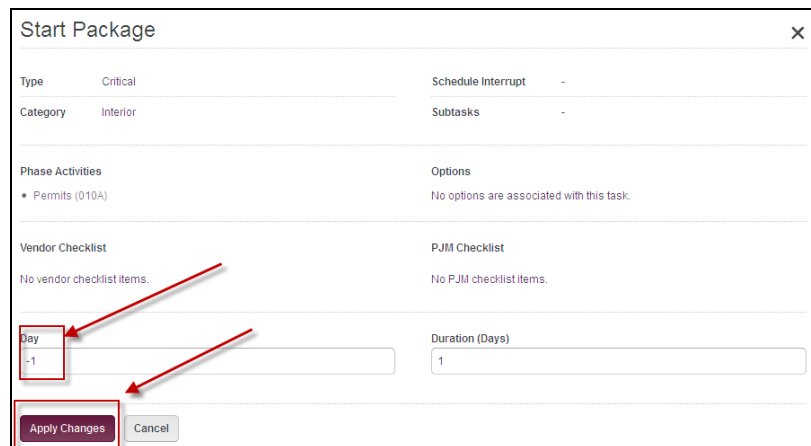 Start Package
×
Type Critical Schedule Interrupt -
Category Interior Subtasks -
Phase Activities Options
• Permits (010A) No options are associated with this task.
Vendor Checklist PJM Checklist
No vendor checklist items. No PJM checklist items.
Day Duration (Days)
-1 1
Apply Changes Cancel